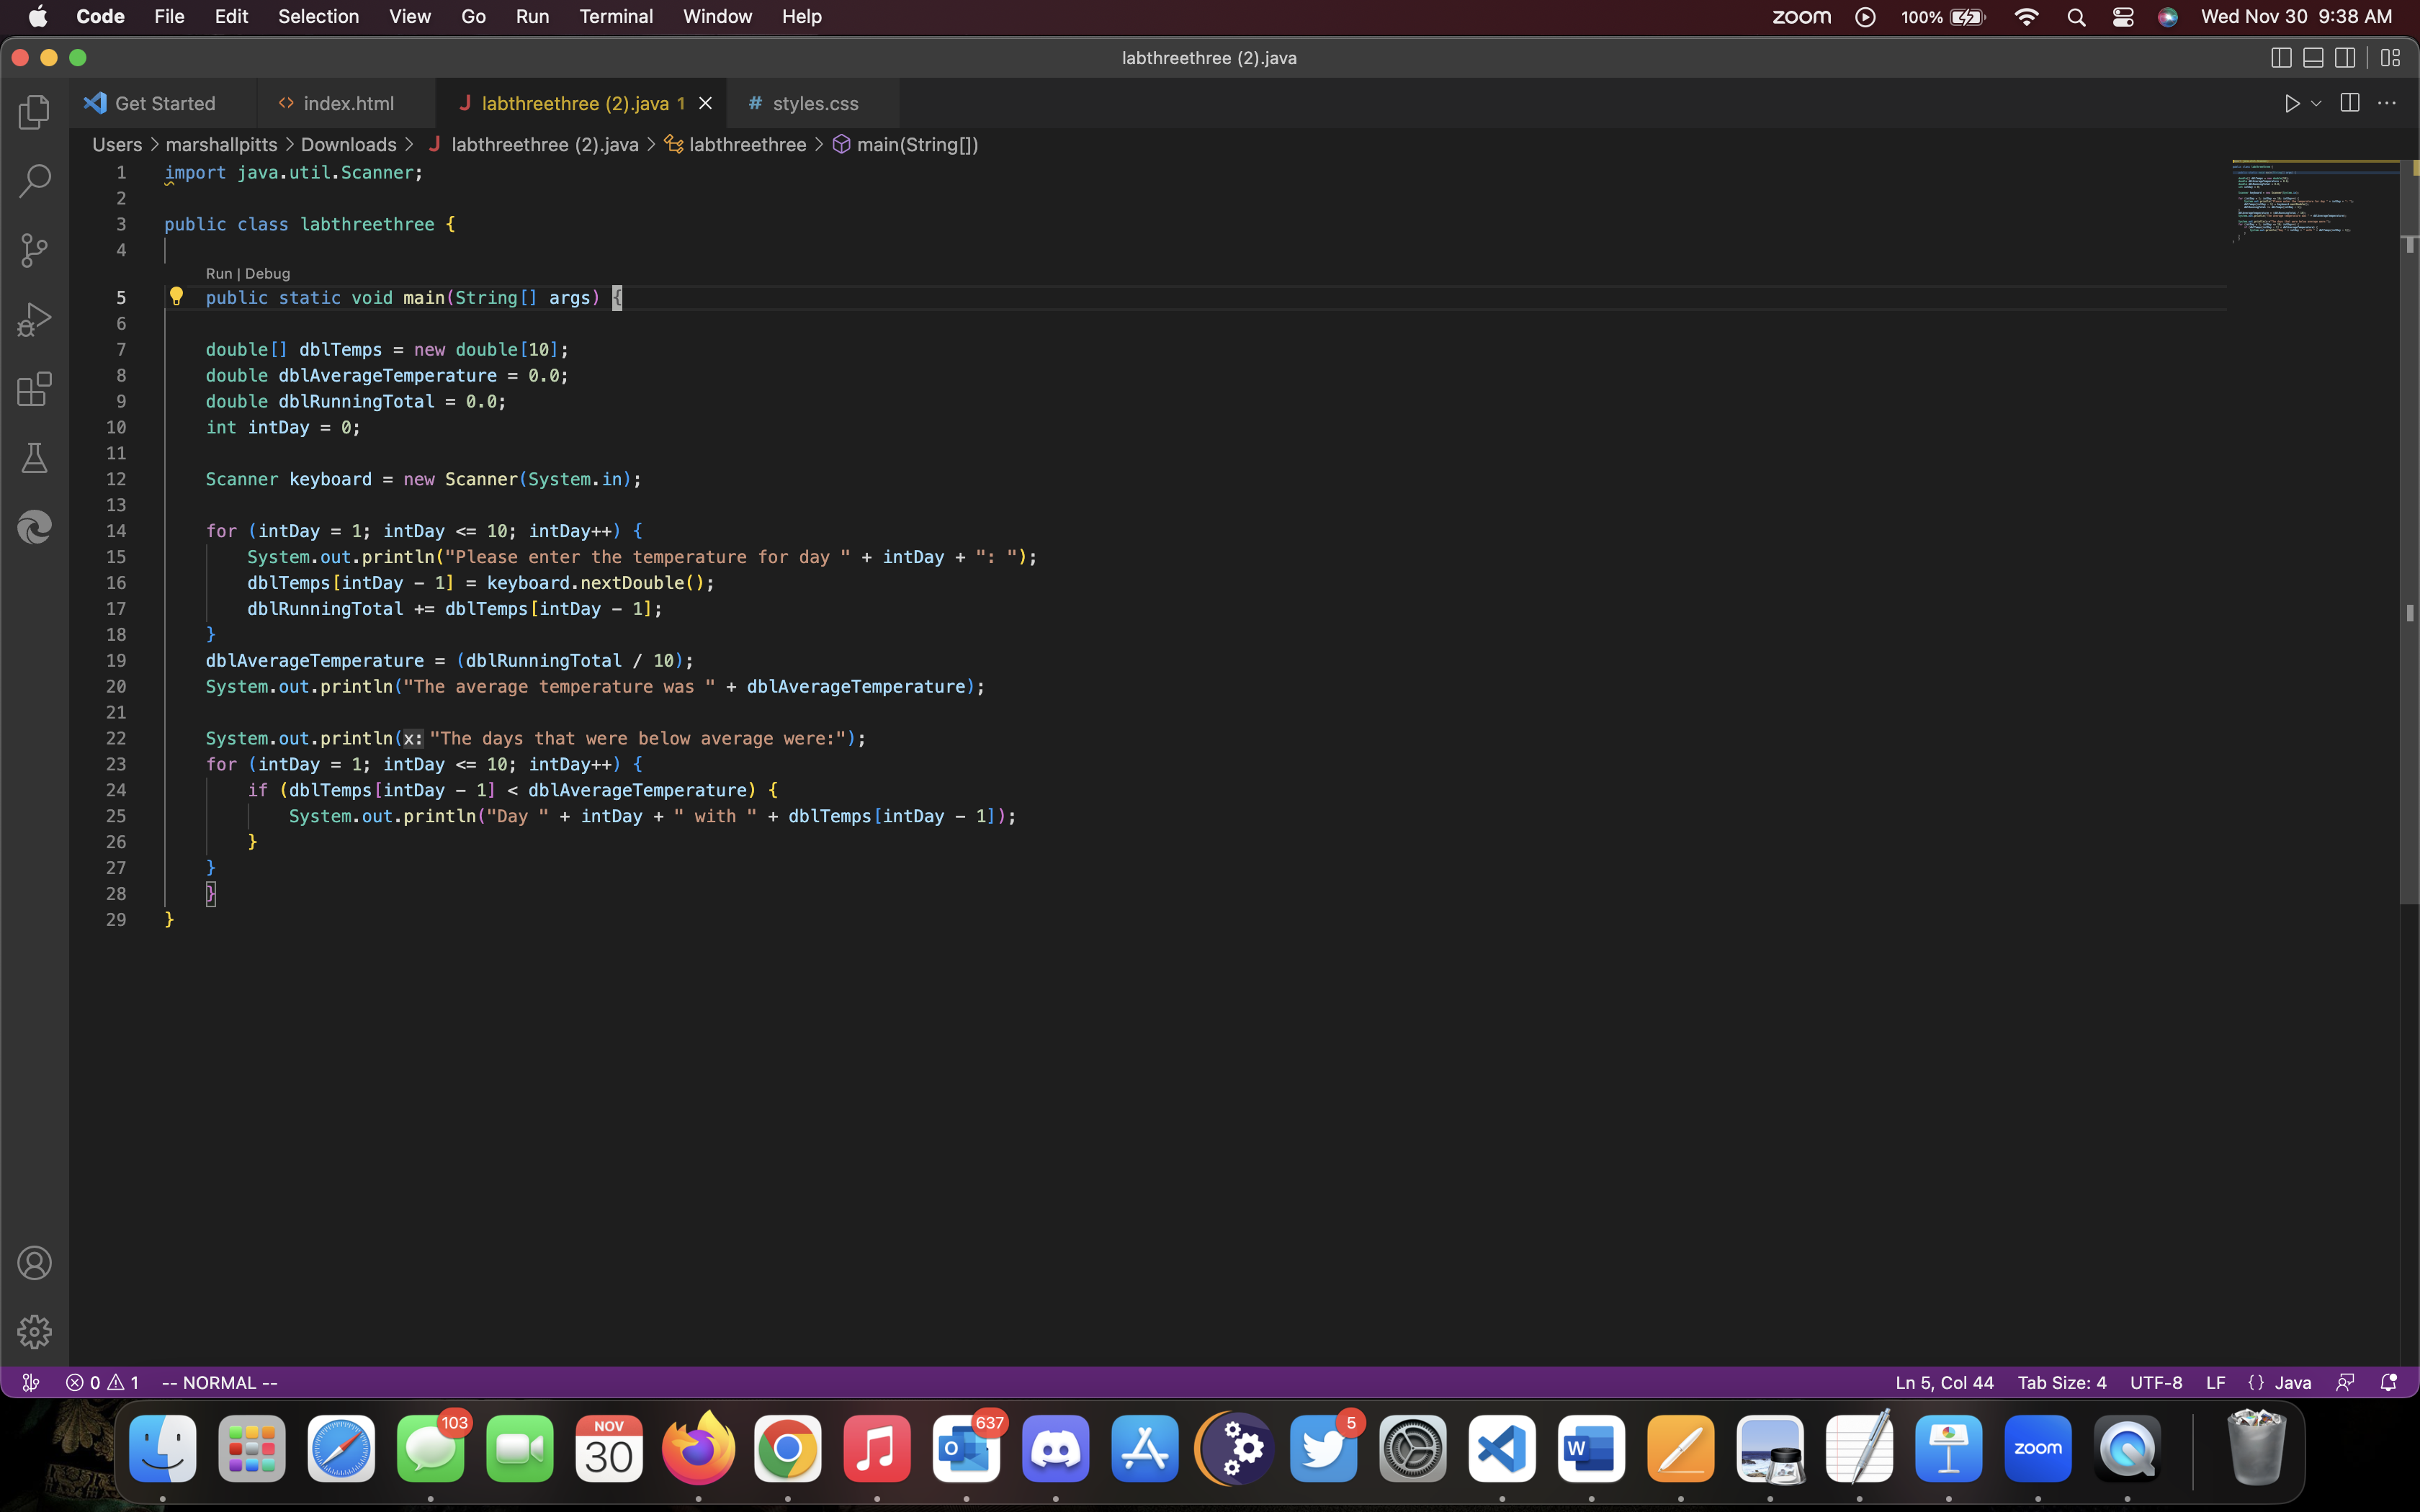 Code File Edit Selection View Go Run Terminal Window Help zoom 100% Wed Nov 30 9:38 AM
labthreethree (2).java
Get Started <> index.html J labthreethree (2).java 1 # styles.css
Users > marshallpitts > Downloads > J labthreethree (2).java > labthreethree > main(String[])
1 import java.util.Scanner;
2
3 public class labthreethree {
4
Run | Debug
5 public static void main(String[] args) {
6
7 double[] dblTemps = new double[10];
8 double dblAverageTemperature = 0.0;
9 double dblRunningTotal = 0.0;
10 int intDay = 0;
11
12 Scanner keyboard = new Scanner(System.in);
13
14 for (intDay = 1; intDay <= 10; intDay++) {
15 System.out.println("Please enter the temperature for day " + intDay + ": ");
16 dblTemps[intDay - 1] = keyboard.nextDouble();
17 dblRunningTotal += dblTemps[intDay - 1];
18 }
19 dblAverageTemperature = (dblRunningTotal / 10);
20 System.out.println("The average temperature was " + dblAverageTemperature);
21
22 System.out.println(x: "The days that were below average were:");
23 for (intDay = 1; intDay <= 10; intDay++) {
24 if (dblTemps[intDay - 1] < dblAverageTemperature) {
25 System.out.println("Day " + intDay + " with " + dblTemps[intDay - 1]);
26 }
27 }
28 }
29 }
0 1 -- NORMAL -- Ln 5, Col 44 Tab Size: 4 UTF-8 LF {} Java
103 NOV 30 637 5 W zoom